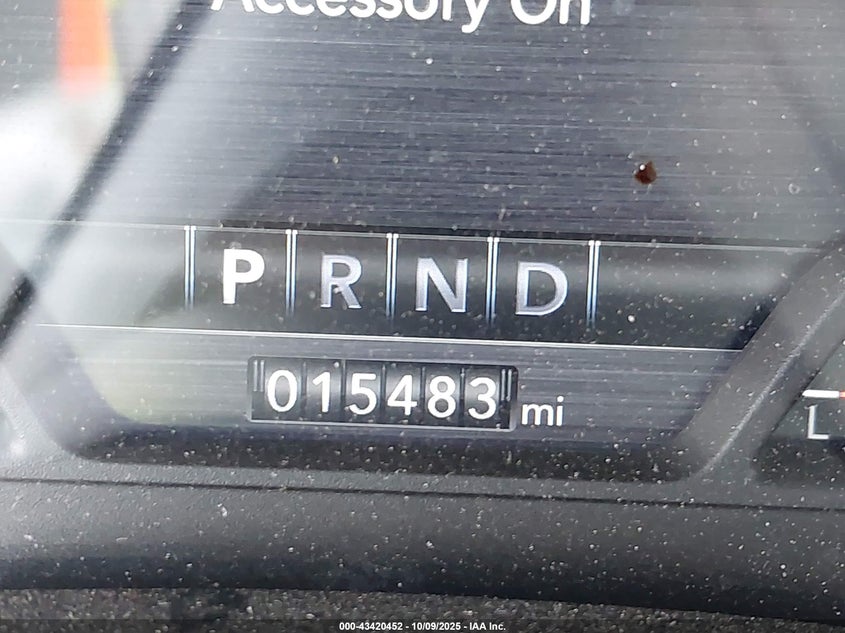 Accessory On
P R N D
015483 mi
L
000-43420452 - 10/09/2025 - IAA Inc.